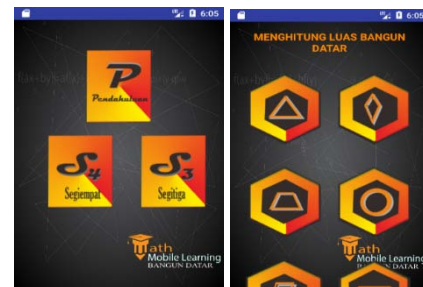 6:05
P
Pendahuluan
S4
Segiempat
S3
Segitiga
Math
Mobile Learning
BANGUN DATAR
6:05
MENGHITUNG LUAS BANGUN
DATAR
Math
Mobile Learning
BANGUN DATAR